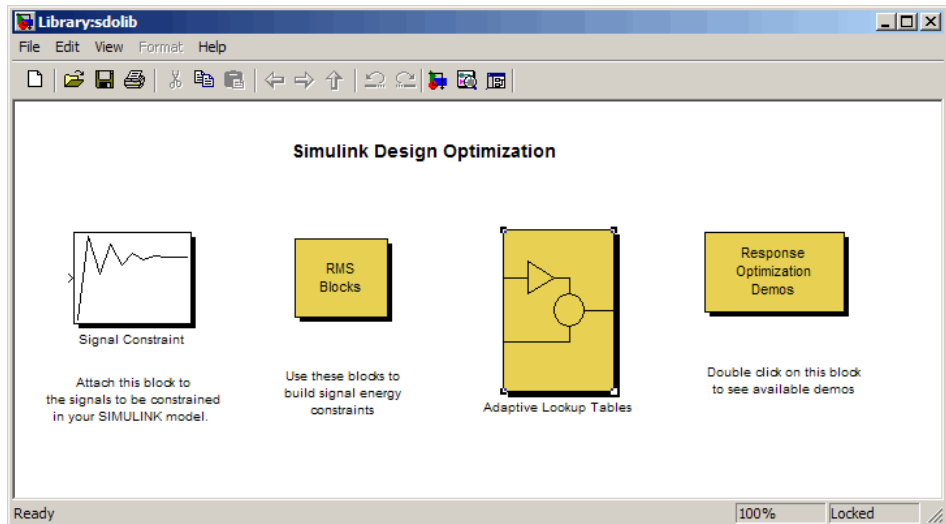 Library:sdolib
File Edit View Format Help
Simulink Design Optimization
Signal Constraint
Attach this block to
the signals to be constrained
in your SIMULINK model.
RMS
Blocks
Use these blocks to
build signal energy
constraints
Adaptive Lookup Tables
Response
Optimization
Demos
Double click on this block
to see available demos
Ready
100%
Locked